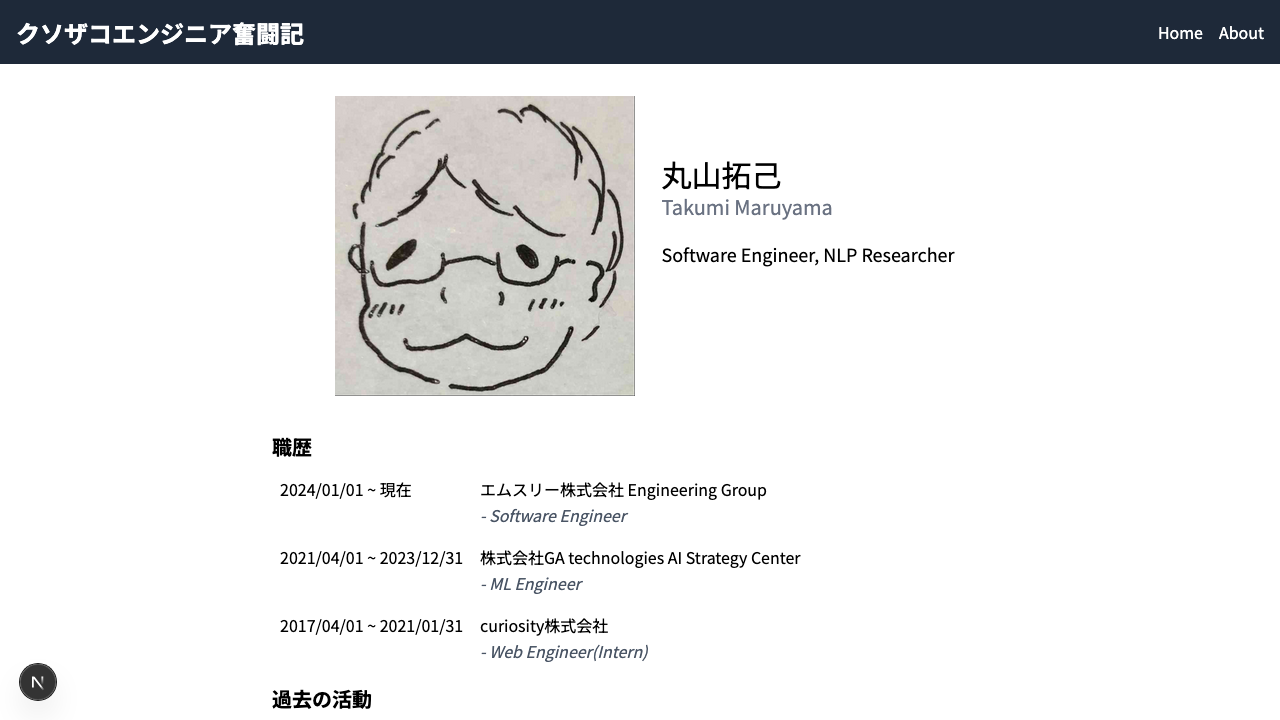 クソザコエンジニア奮闘記
Home About
丸山拓己
Takumi Maruyama
Software Engineer, NLP Researcher
職歴
2024/01/01 ~ 現在 エムスリー株式会社 Engineering Group
- Software Engineer
2021/04/01 ~ 2023/12/31 株式会社GA technologies AI Strategy Center
- ML Engineer
2017/04/01 ~ 2021/01/31 curiosity株式会社
- Web Engineer(Intern)
N
過去の活動